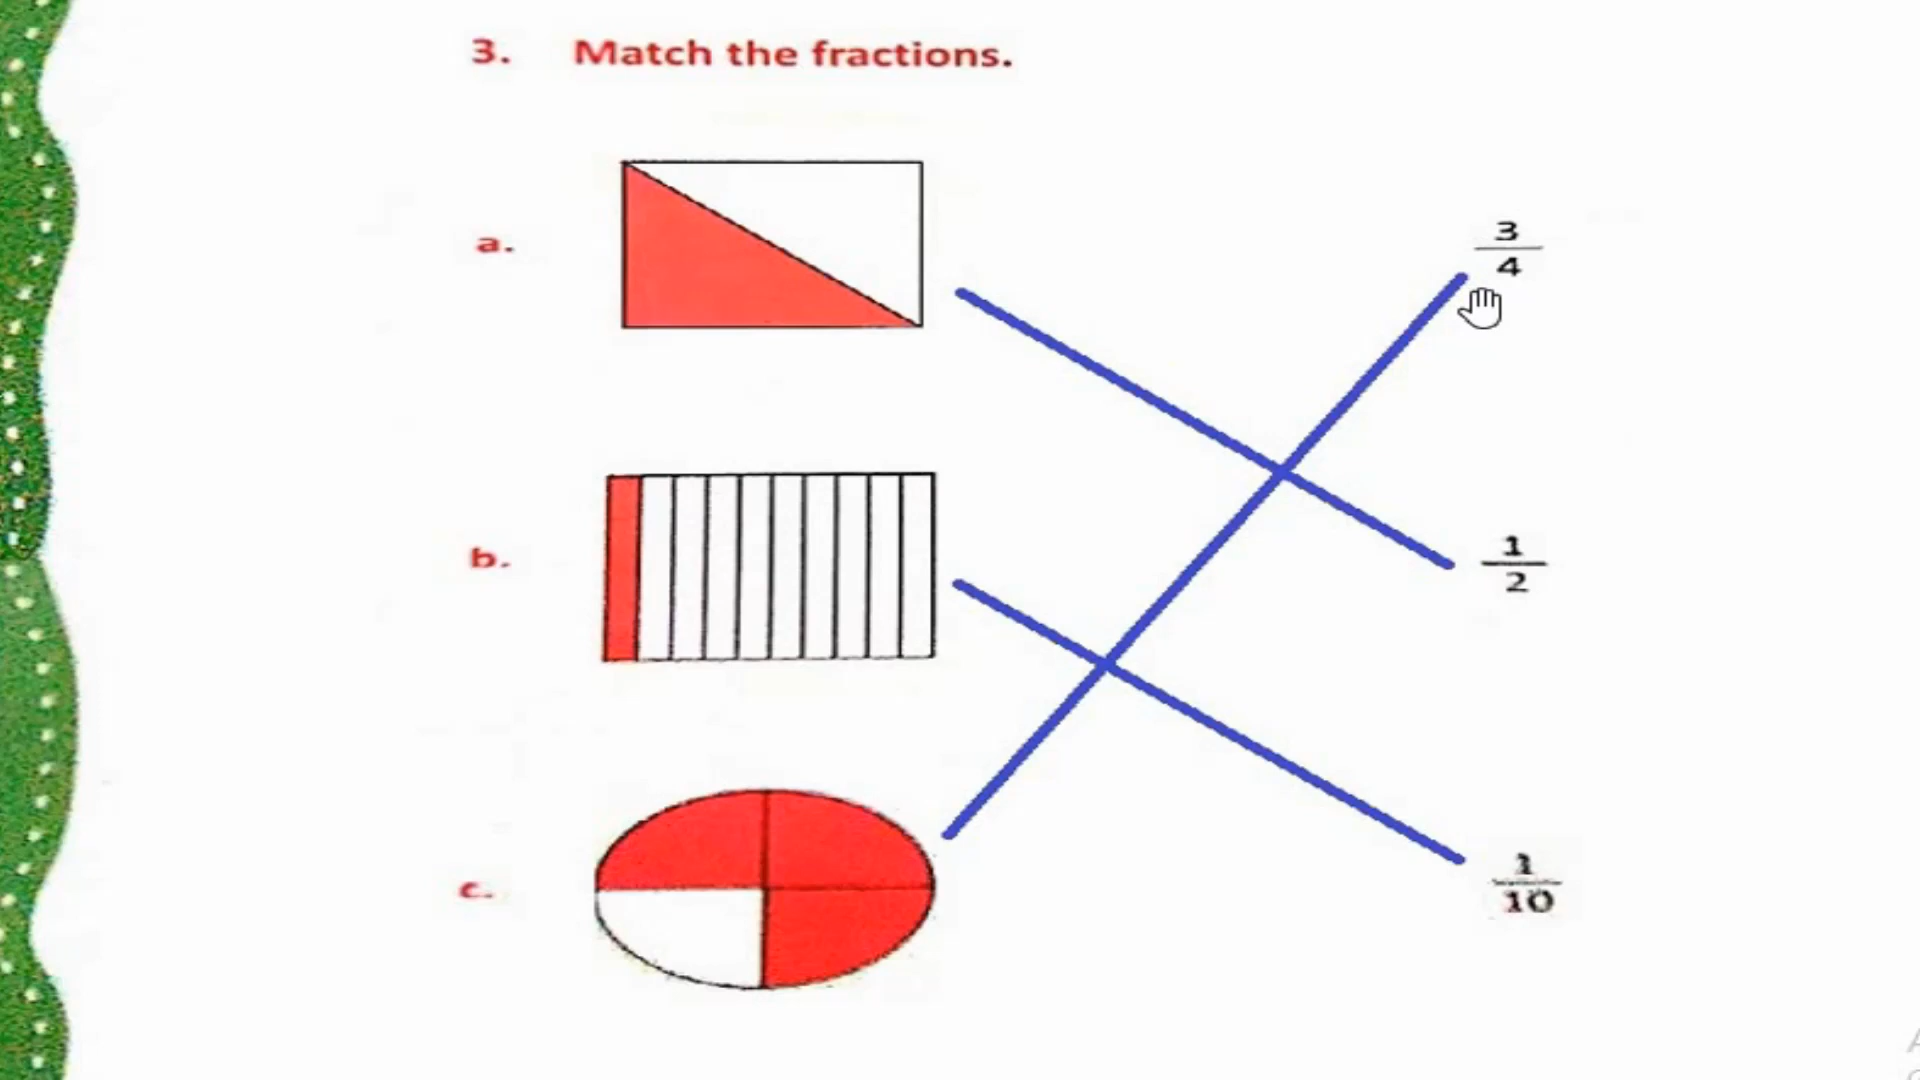 3. Match the fractions.
a.
3/4
b.
1/2
c.
1/10